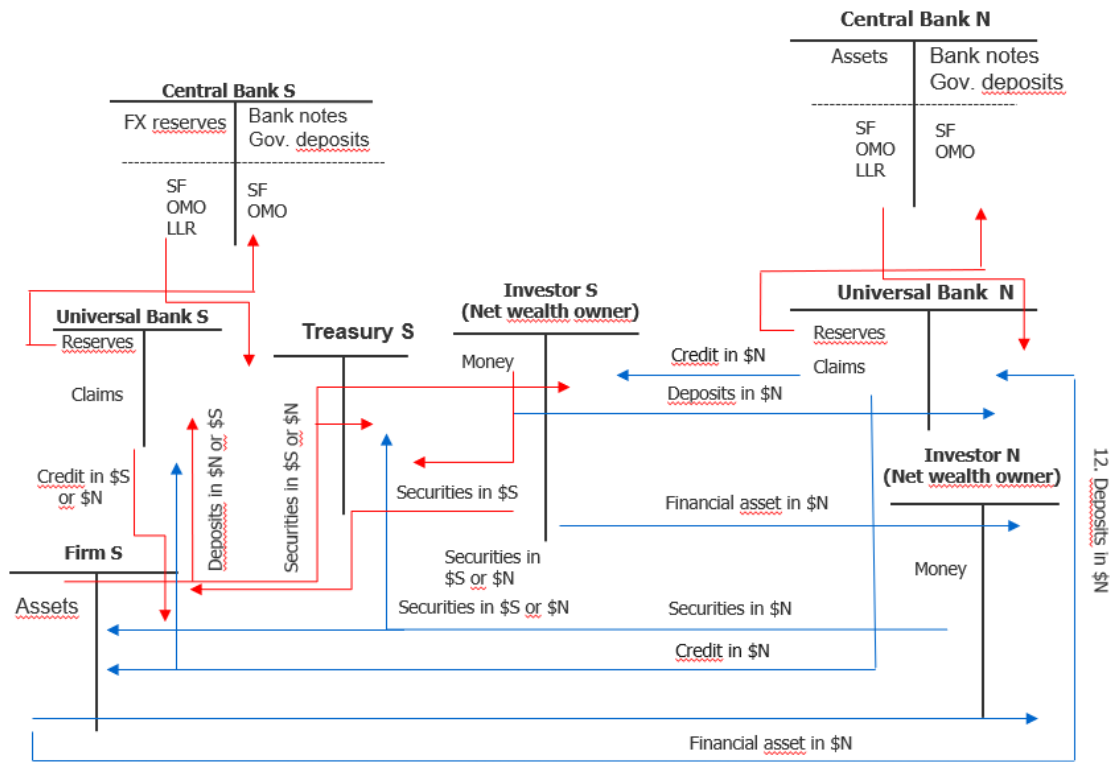 Central Bank N
Assets
Bank notes
Gov. deposits
SF
OMO
LLR
SF
OMO
Central Bank S
FX reserves
Bank notes
Gov. deposits
SF
OMO
LLR
SF
OMO
Universal Bank S
Reserves
Claims
Treasury S
Investor S
(Net wealth owner)
Money
Universal Bank N
Reserves
Claims
Credit in $N
Deposits in $N
Credit in $S
or $N
Deposits in $N or $S
Securities in $S or $N
Securities in $S
Financial asset in $N
Investor N
(Net wealth owner)
Money
12. Deposits in $N
Firm S
Assets
Securities in
$S or $N
Securities in $S or $N
Securities in $N
Credit in $N
Financial asset in $N